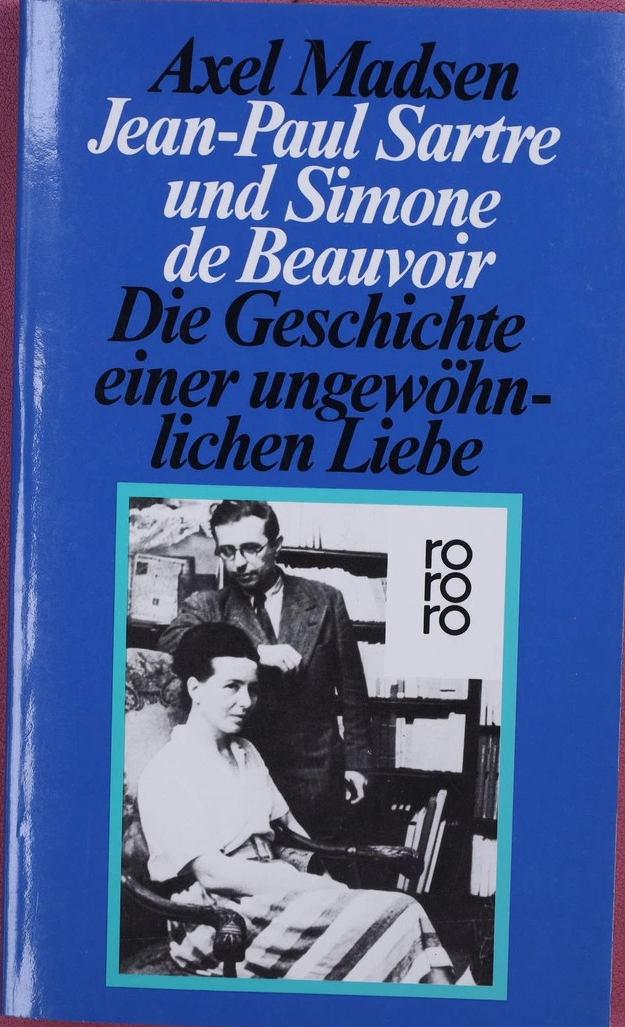 Axel Madsen
Jean-Paul Sartre
und Simone
de Beauvoir
Die Geschichte
einer ungewöhn-
lichen Liebe
ro
ro
ro